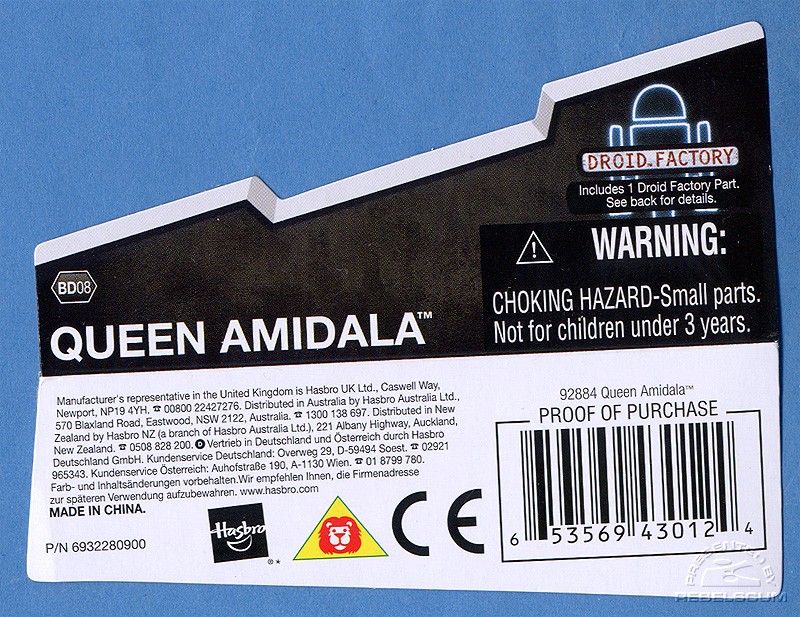 DROID FACTORY
Includes 1 Droid Factory Part.
See back for details.
WARNING:
CHOKING HAZARD-Small parts.
Not for children under 3 years.
BD08
QUEEN AMIDALA™
Manufacturer's representative in the United Kingdom is Hasbro UK Ltd., Caswell Way,
Newport, NP19 4YH. ☎ 00800 22427276. Distributed in Australia by Hasbro Australia Ltd.,
570 Blaxland Road, Eastwood, NSW 2122, Australia. ☎ 1300 138 697. Distributed in New
Zealand by Hasbro NZ (a branch of Hasbro Australia Ltd.), 221 Albany Highway, Auckland,
New Zealand. ☎ 0508 828 200. D Vertrieb in Deutschland und Österreich durch Hasbro
Deutschland GmbH. Kundenservice Deutschland: Overweg 29, D-59494 Soest. ☎ 02921
965343. Kundenservice Österreich: Auhofstraße 190, A-1130 Wien. ☎ 01 8799 780.
Farb- und Inhaltsänderungen vorbehalten.Wir empfehlen Ihnen, die Firmenadresse
zur späteren Verwendung aufzubewahren. www.hasbro.com
MADE IN CHINA.
P/N 6932280900
Hasbro
®*
CE
92884 Queen Amidala™
PROOF OF PURCHASE
6 53569 43012 4
PRESENTED BY
REBELSCUM